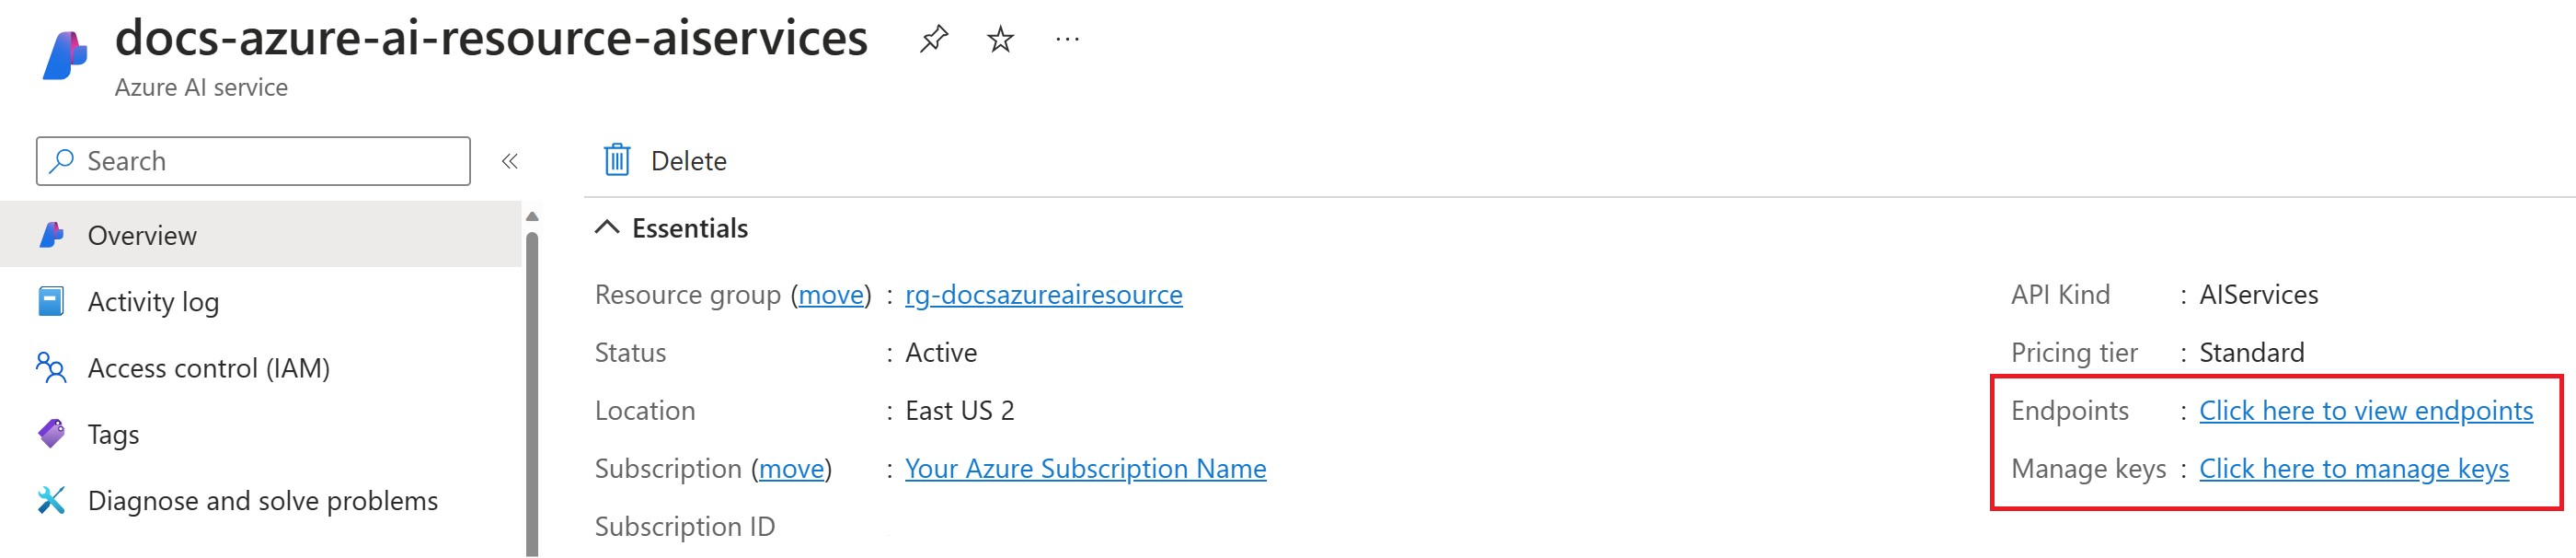 docs-azure-ai-resource-aiservices
Azure AI service
Search
Overview
Activity log
Access control (IAM)
Tags
Diagnose and solve problems
Delete
Essentials
Resource group (move) : rg-docsazureairesource
Status : Active
Location : East US 2
Subscription (move) : Your Azure Subscription Name
Subscription ID
API Kind : AIServices
Pricing tier : Standard
Endpoints : Click here to view endpoints
Manage keys : Click here to manage keys